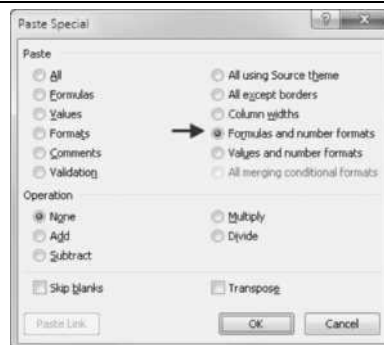 Paste Special
Paste
All
Formulas
Values
Formats
Comments
Validation
All using Source theme
All except borders
Column widths
Formulas and number formats
Values and number formats
All merging conditional formats
Operation
None
Add
Subtract
Multiply
Divide
Skip blanks
Transpose
Paste Link
OK
Cancel